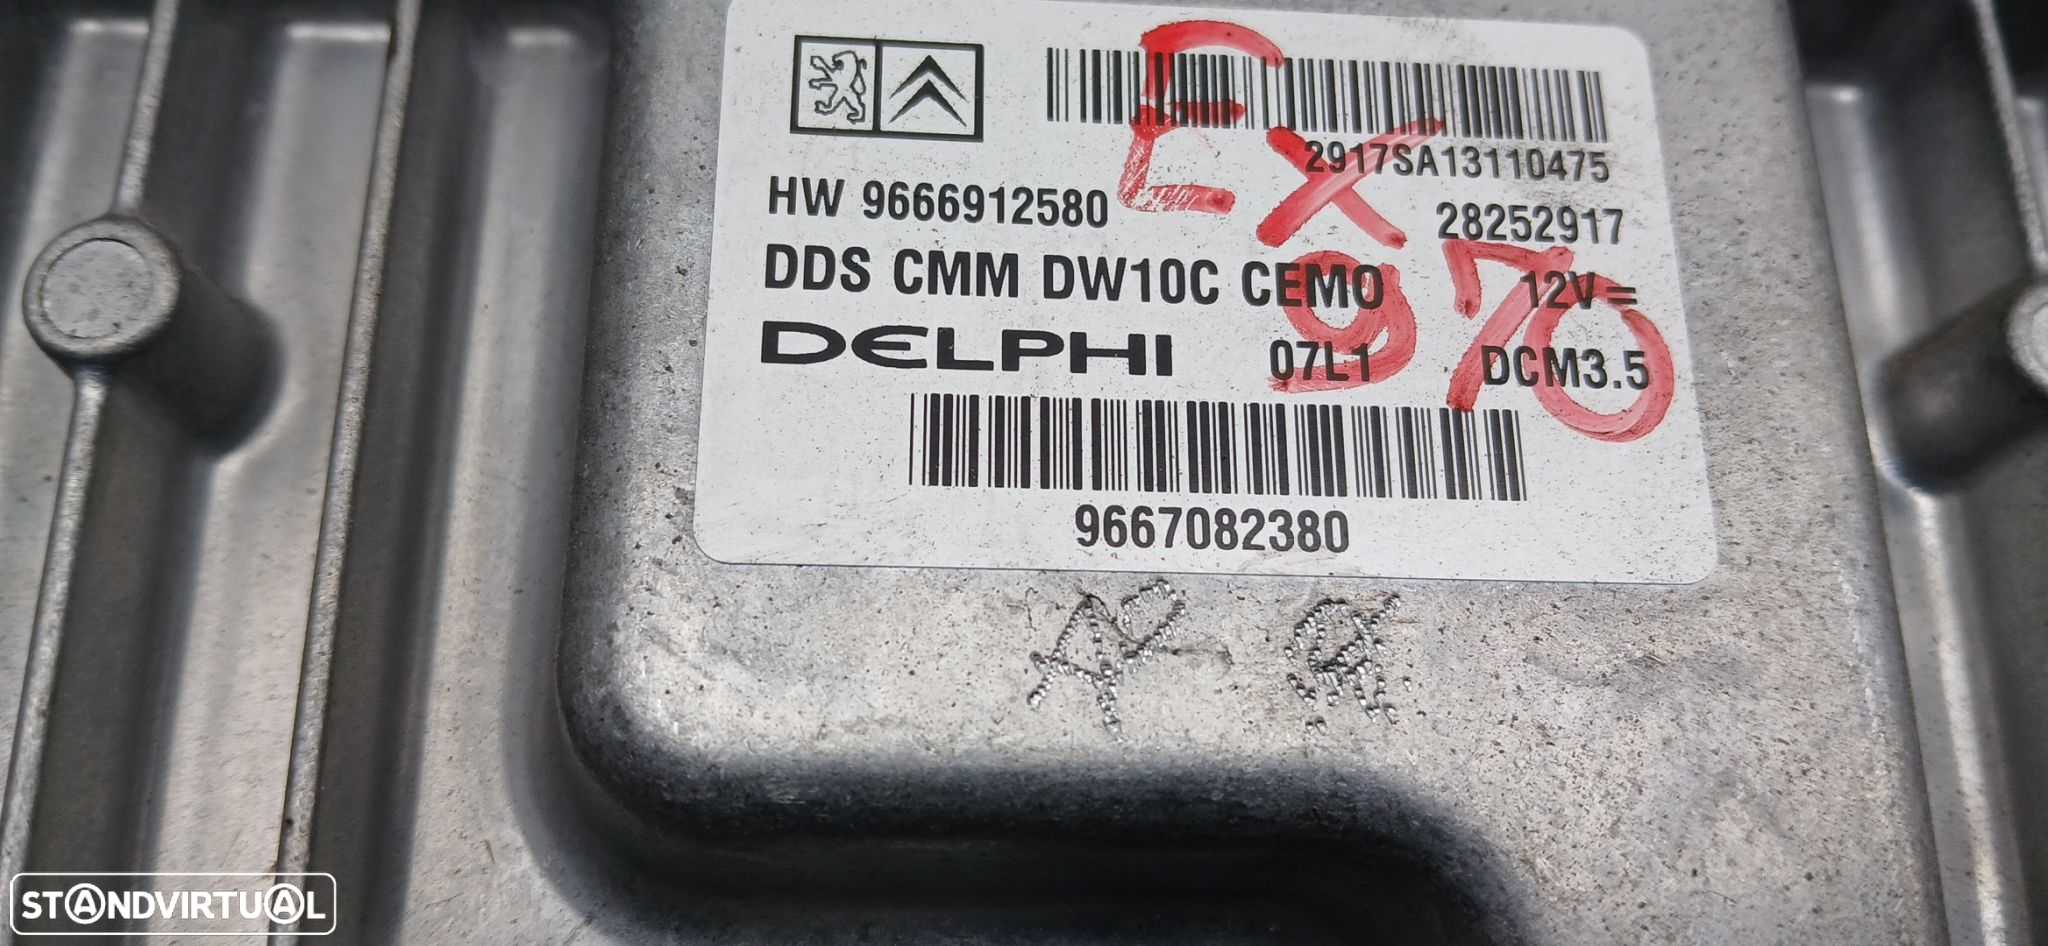 2917SA13110475
HW 9666912580
28252917
DDS CMM DW10C CEMO
12V =
DELPHI
07L1
DCM3.5
EX
970
9667082380
STANDVIRTUAL